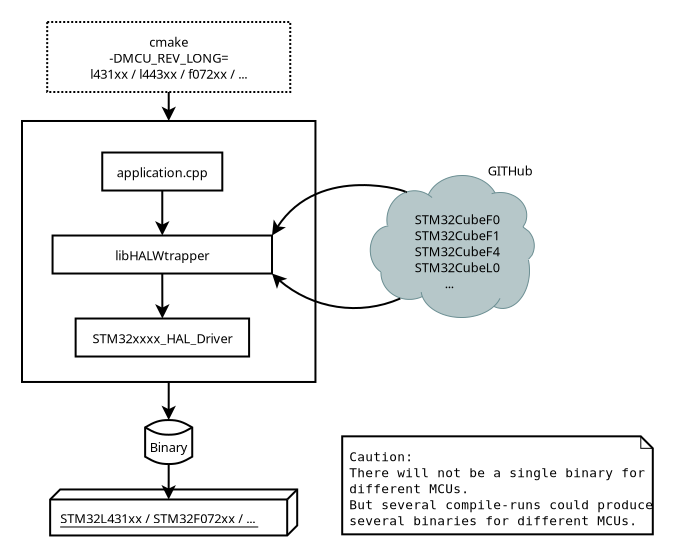 cmake
-DMCU_REV_LONG=
l431xx / l443xx / f072xx / ...
application.cpp
libHALWtrapper
STM32xxxx_HAL_Driver
GITHub
STM32CubeF0
STM32CubeF1
STM32CubeF4
STM32CubeL0
...
Binary
STM32L431xx / STM32F072xx / ...
Caution:
There will not be a single binary for
different MCUs.
But several compile-runs could produce
several binaries for different MCUs.